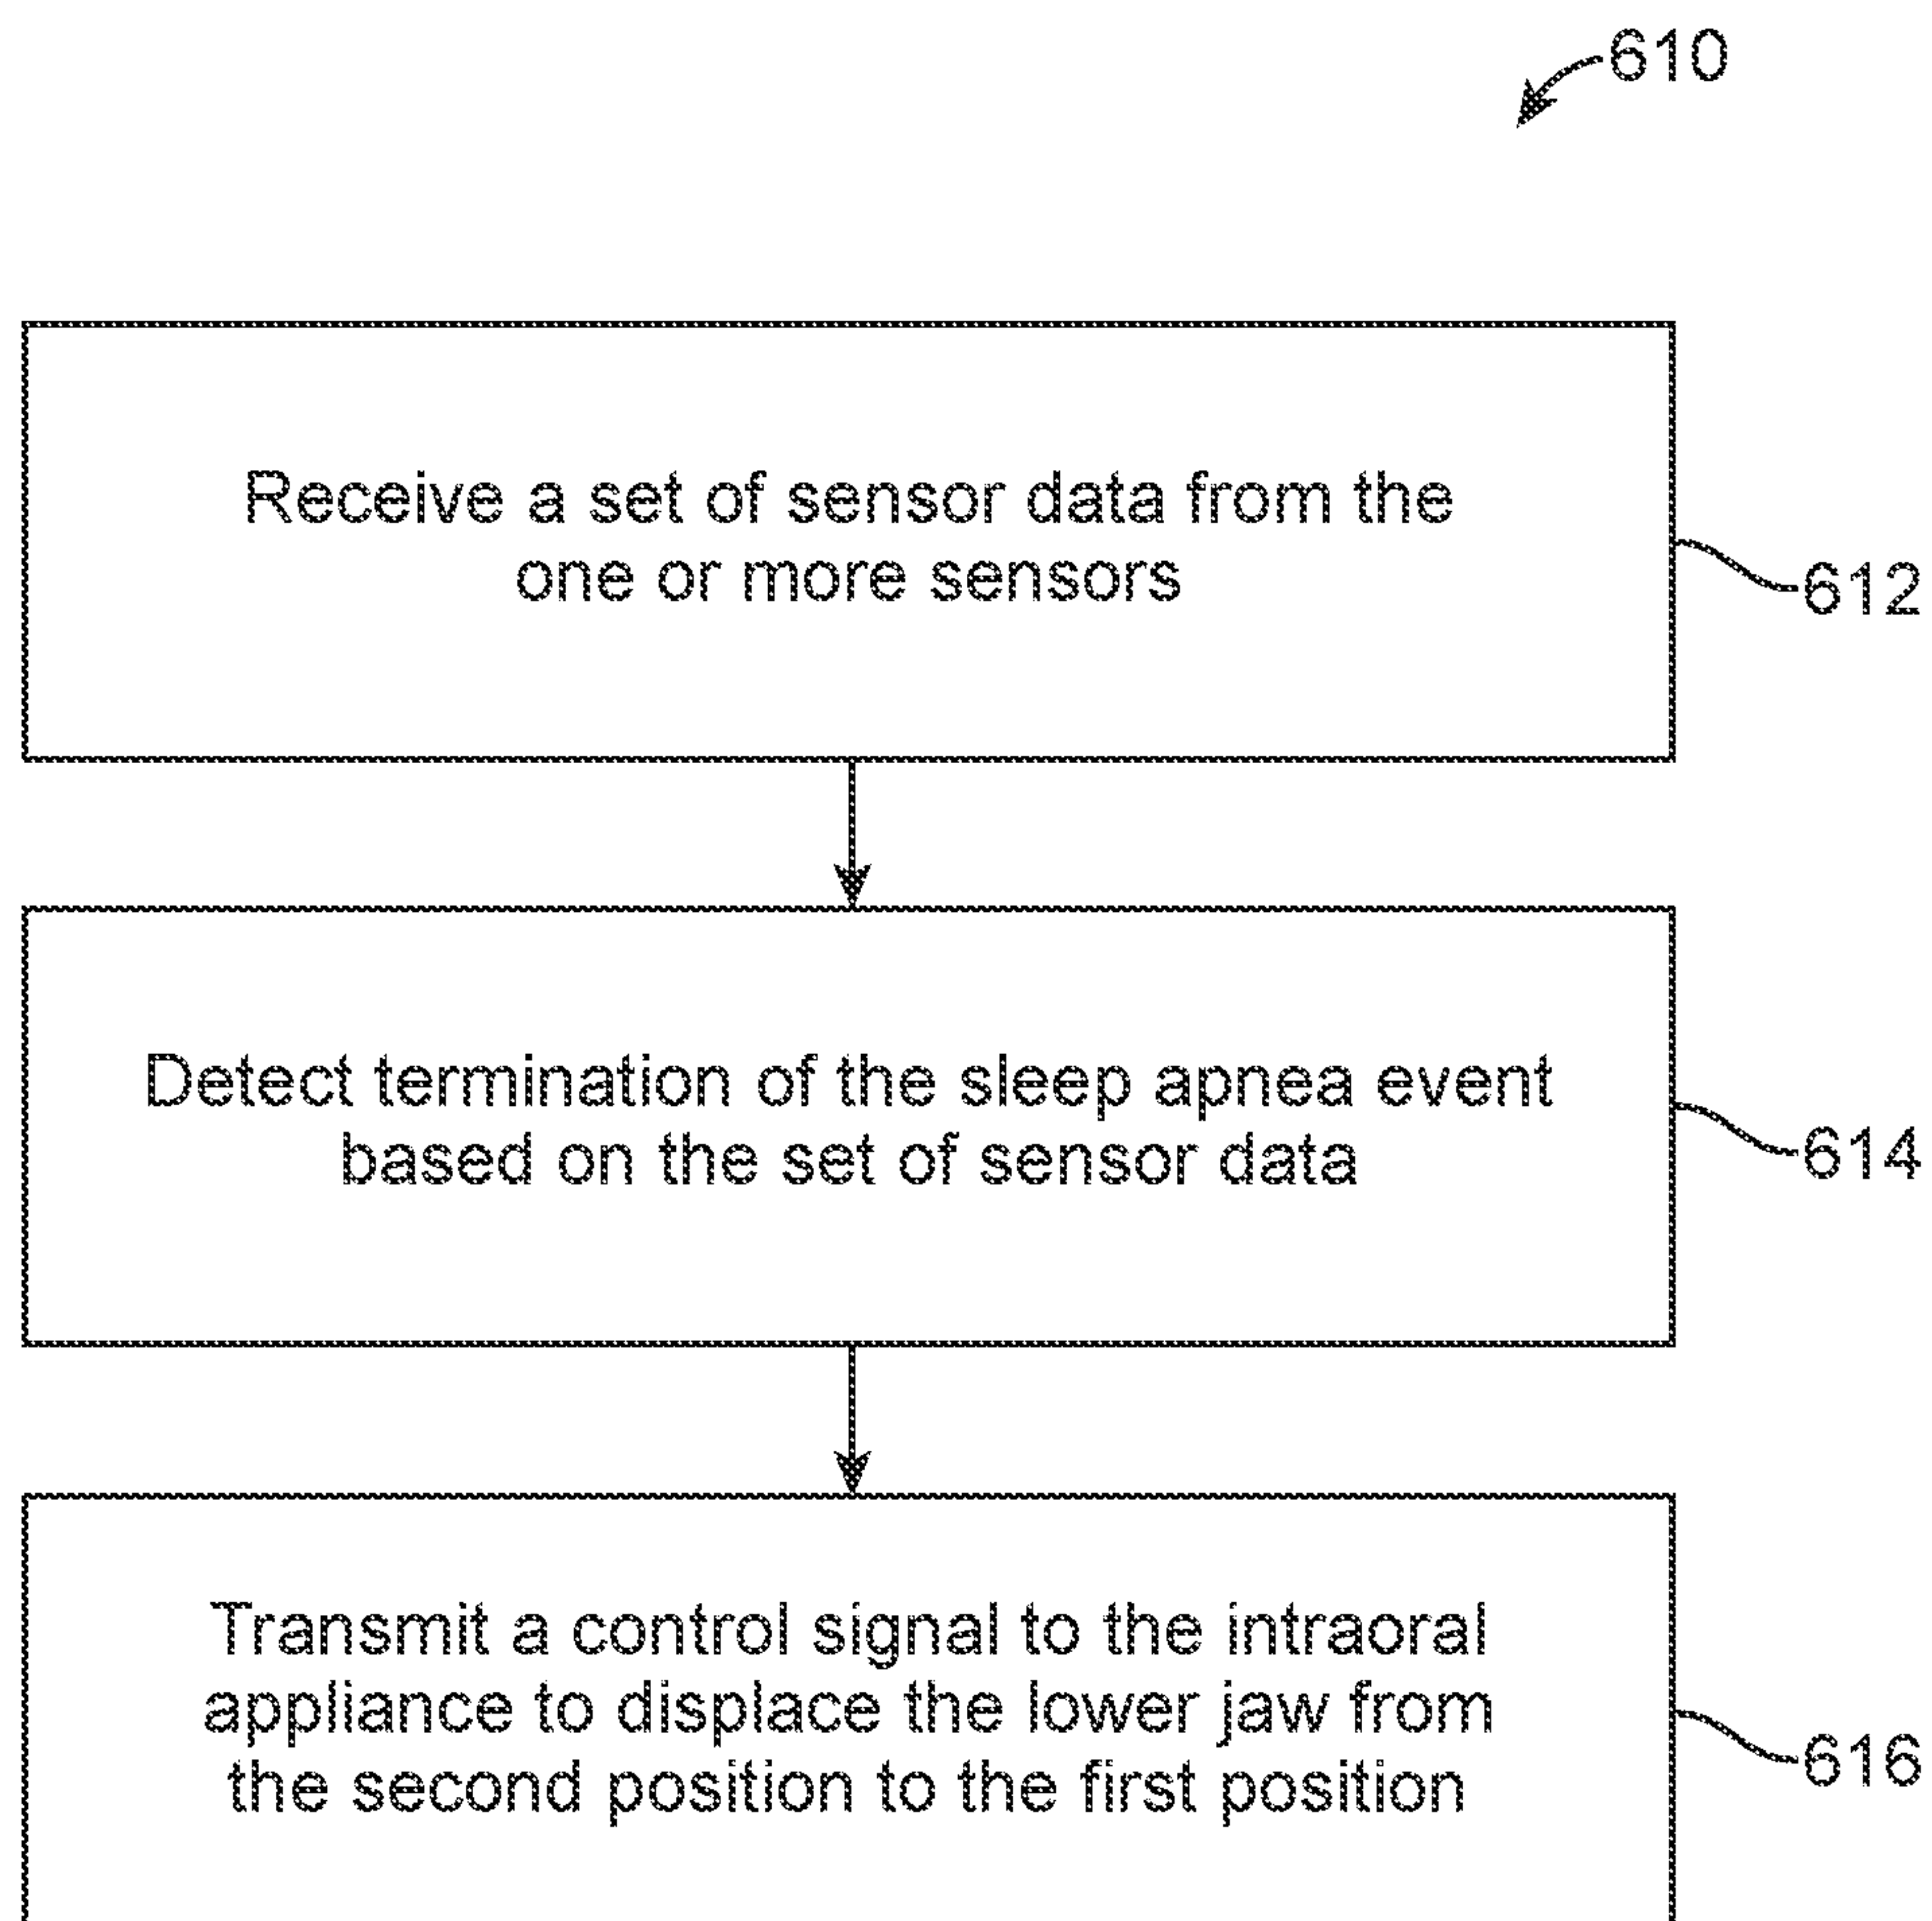 610
Receive a set of sensor data from the
one or more sensors
612
Detect termination of the sleep apnea event
based on the set of sensor data
614
Transmit a control signal to the intraoral
appliance to displace the lower jaw from
the second position to the first position
616